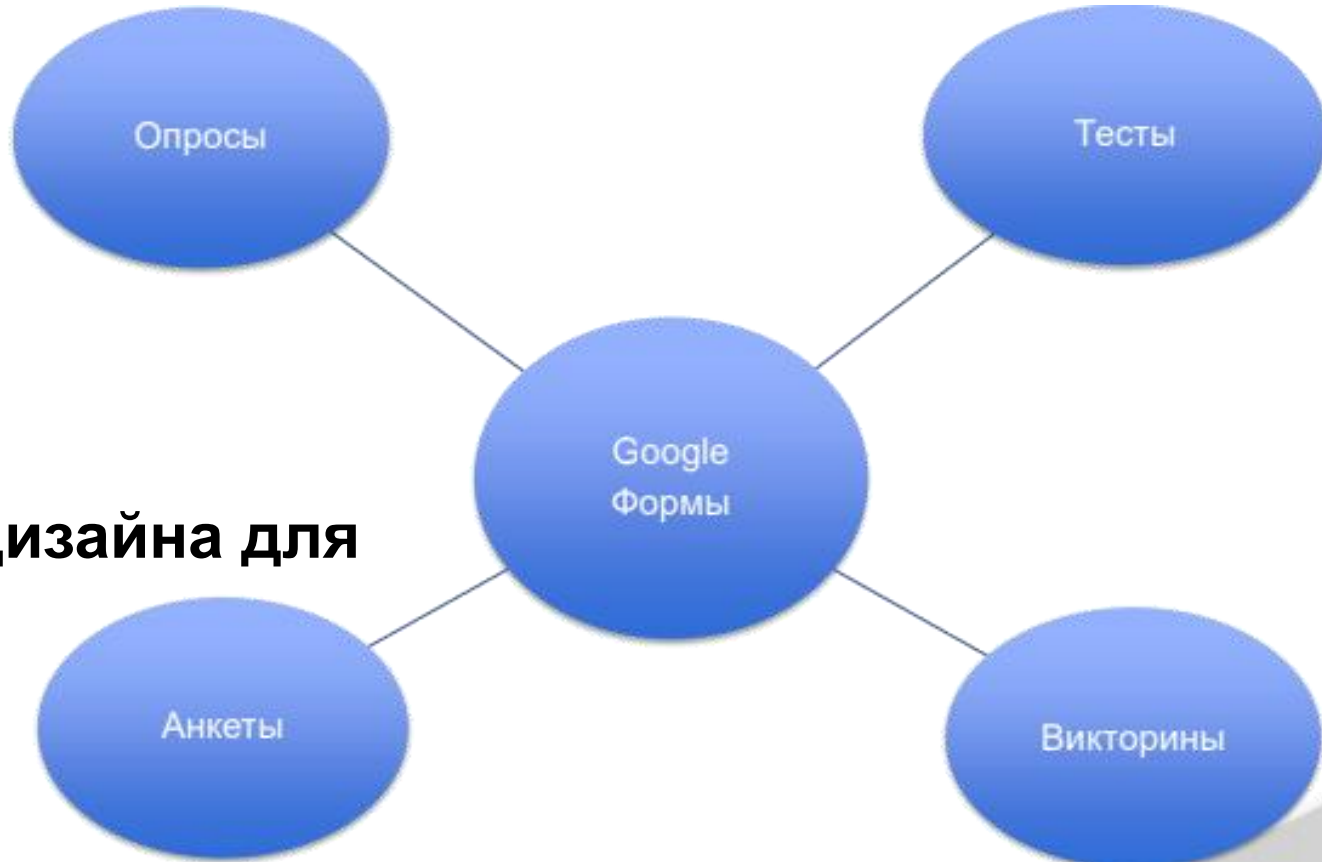 Опросы
Тесты
Google
Формы
дизайна для
Анкеты
Викторины